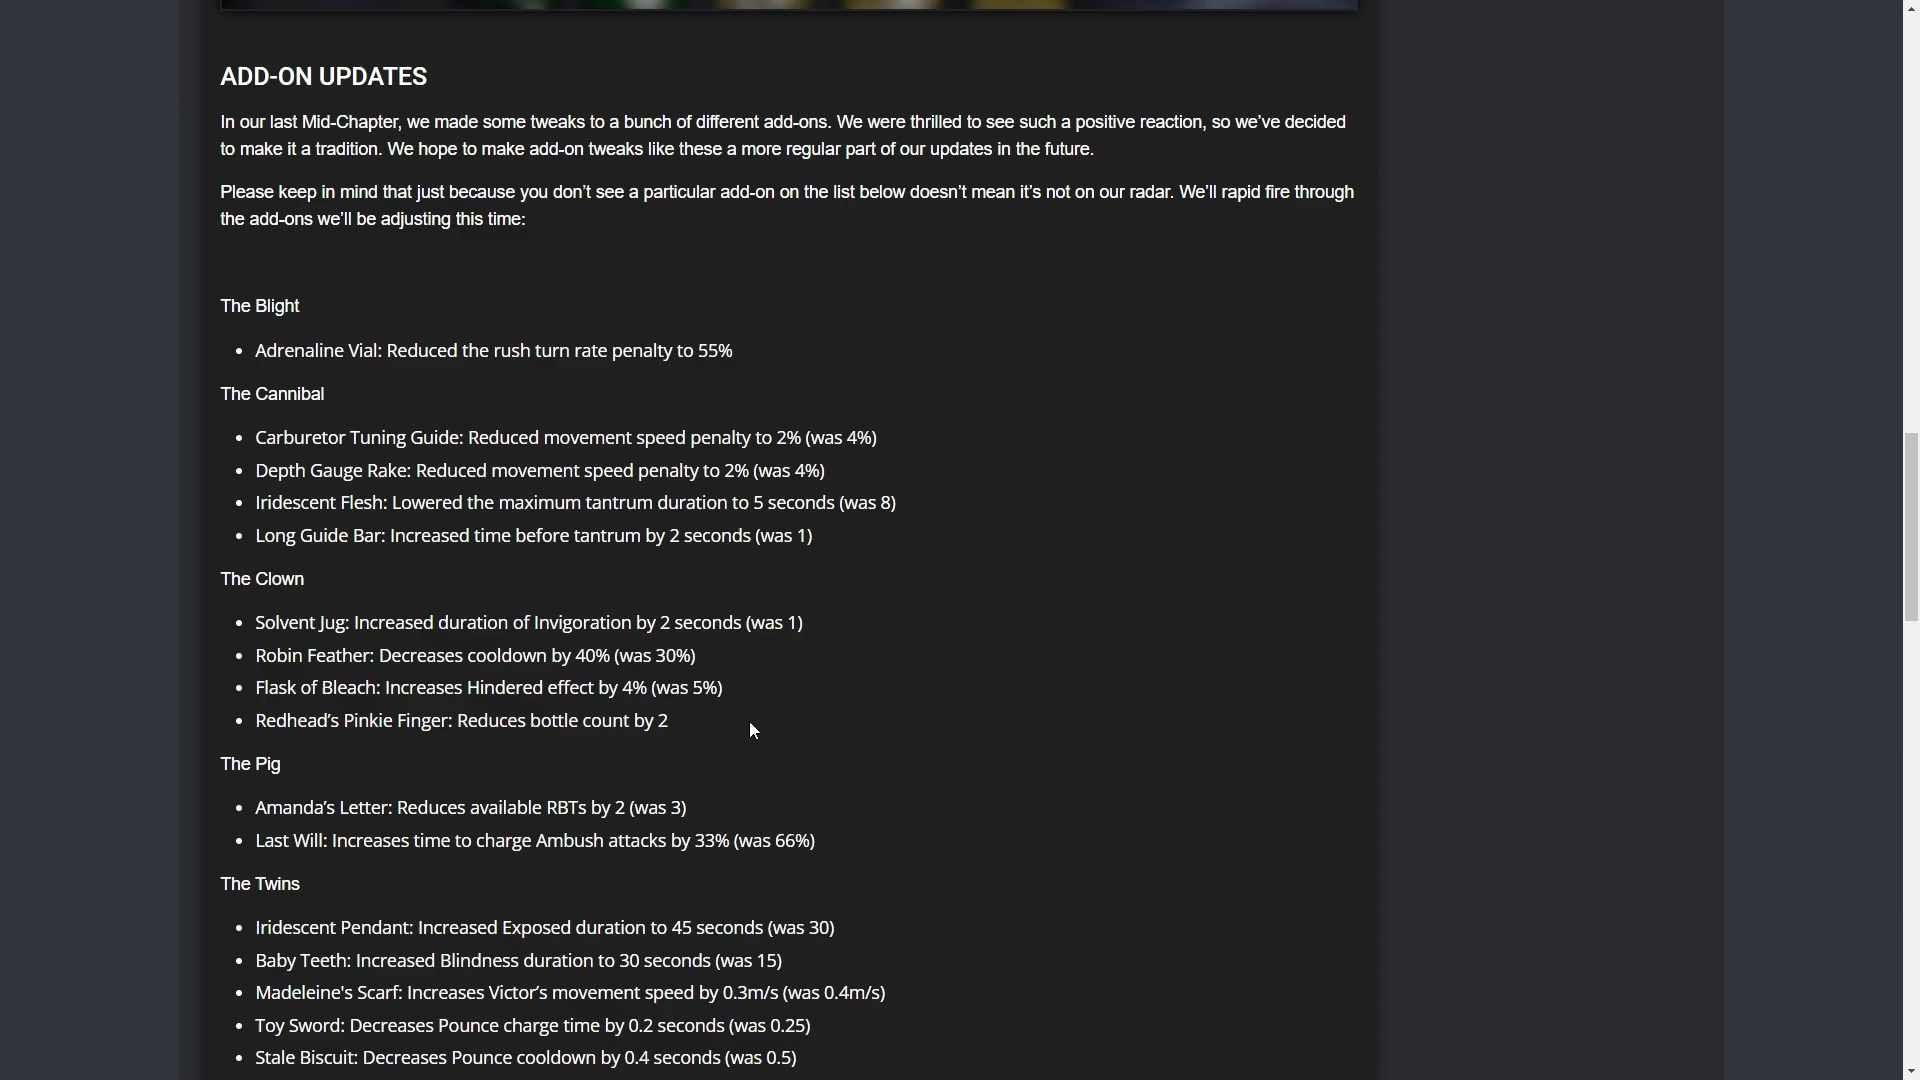 ADD-ON UPDATES
In our last Mid-Chapter, we made some tweaks to a bunch of different add-ons. We were thrilled to see such a positive reaction, so we’ve decided
to make it a tradition. We hope to make add-on tweaks like these a more regular part of our updates in the future.
Please keep in mind that just because you don’t see a particular add-on on the list below doesn’t mean it’s not on our radar. We’ll rapid fire through
the add-ons we’ll be adjusting this time:
The Blight
• Adrenaline Vial: Reduced the rush turn rate penalty to 55%
The Cannibal
• Carburetor Tuning Guide: Reduced movement speed penalty to 2% (was 4%)
• Depth Gauge Rake: Reduced movement speed penalty to 2% (was 4%)
• Iridescent Flesh: Lowered the maximum tantrum duration to 5 seconds (was 8)
• Long Guide Bar: Increased time before tantrum by 2 seconds (was 1)
The Clown
• Solvent Jug: Increased duration of Invigoration by 2 seconds (was 1)
• Robin Feather: Decreases cooldown by 40% (was 30%)
• Flask of Bleach: Increases Hindered effect by 4% (was 5%)
• Redhead’s Pinkie Finger: Reduces bottle count by 2
The Pig
• Amanda’s Letter: Reduces available RBTs by 2 (was 3)
• Last Will: Increases time to charge Ambush attacks by 33% (was 66%)
The Twins
• Iridescent Pendant: Increased Exposed duration to 45 seconds (was 30)
• Baby Teeth: Increased Blindness duration to 30 seconds (was 15)
• Madeleine's Scarf: Increases Victor’s movement speed by 0.3m/s (was 0.4m/s)
• Toy Sword: Decreases Pounce charge time by 0.2 seconds (was 0.25)
• Stale Biscuit: Decreases Pounce cooldown by 0.4 seconds (was 0.5)